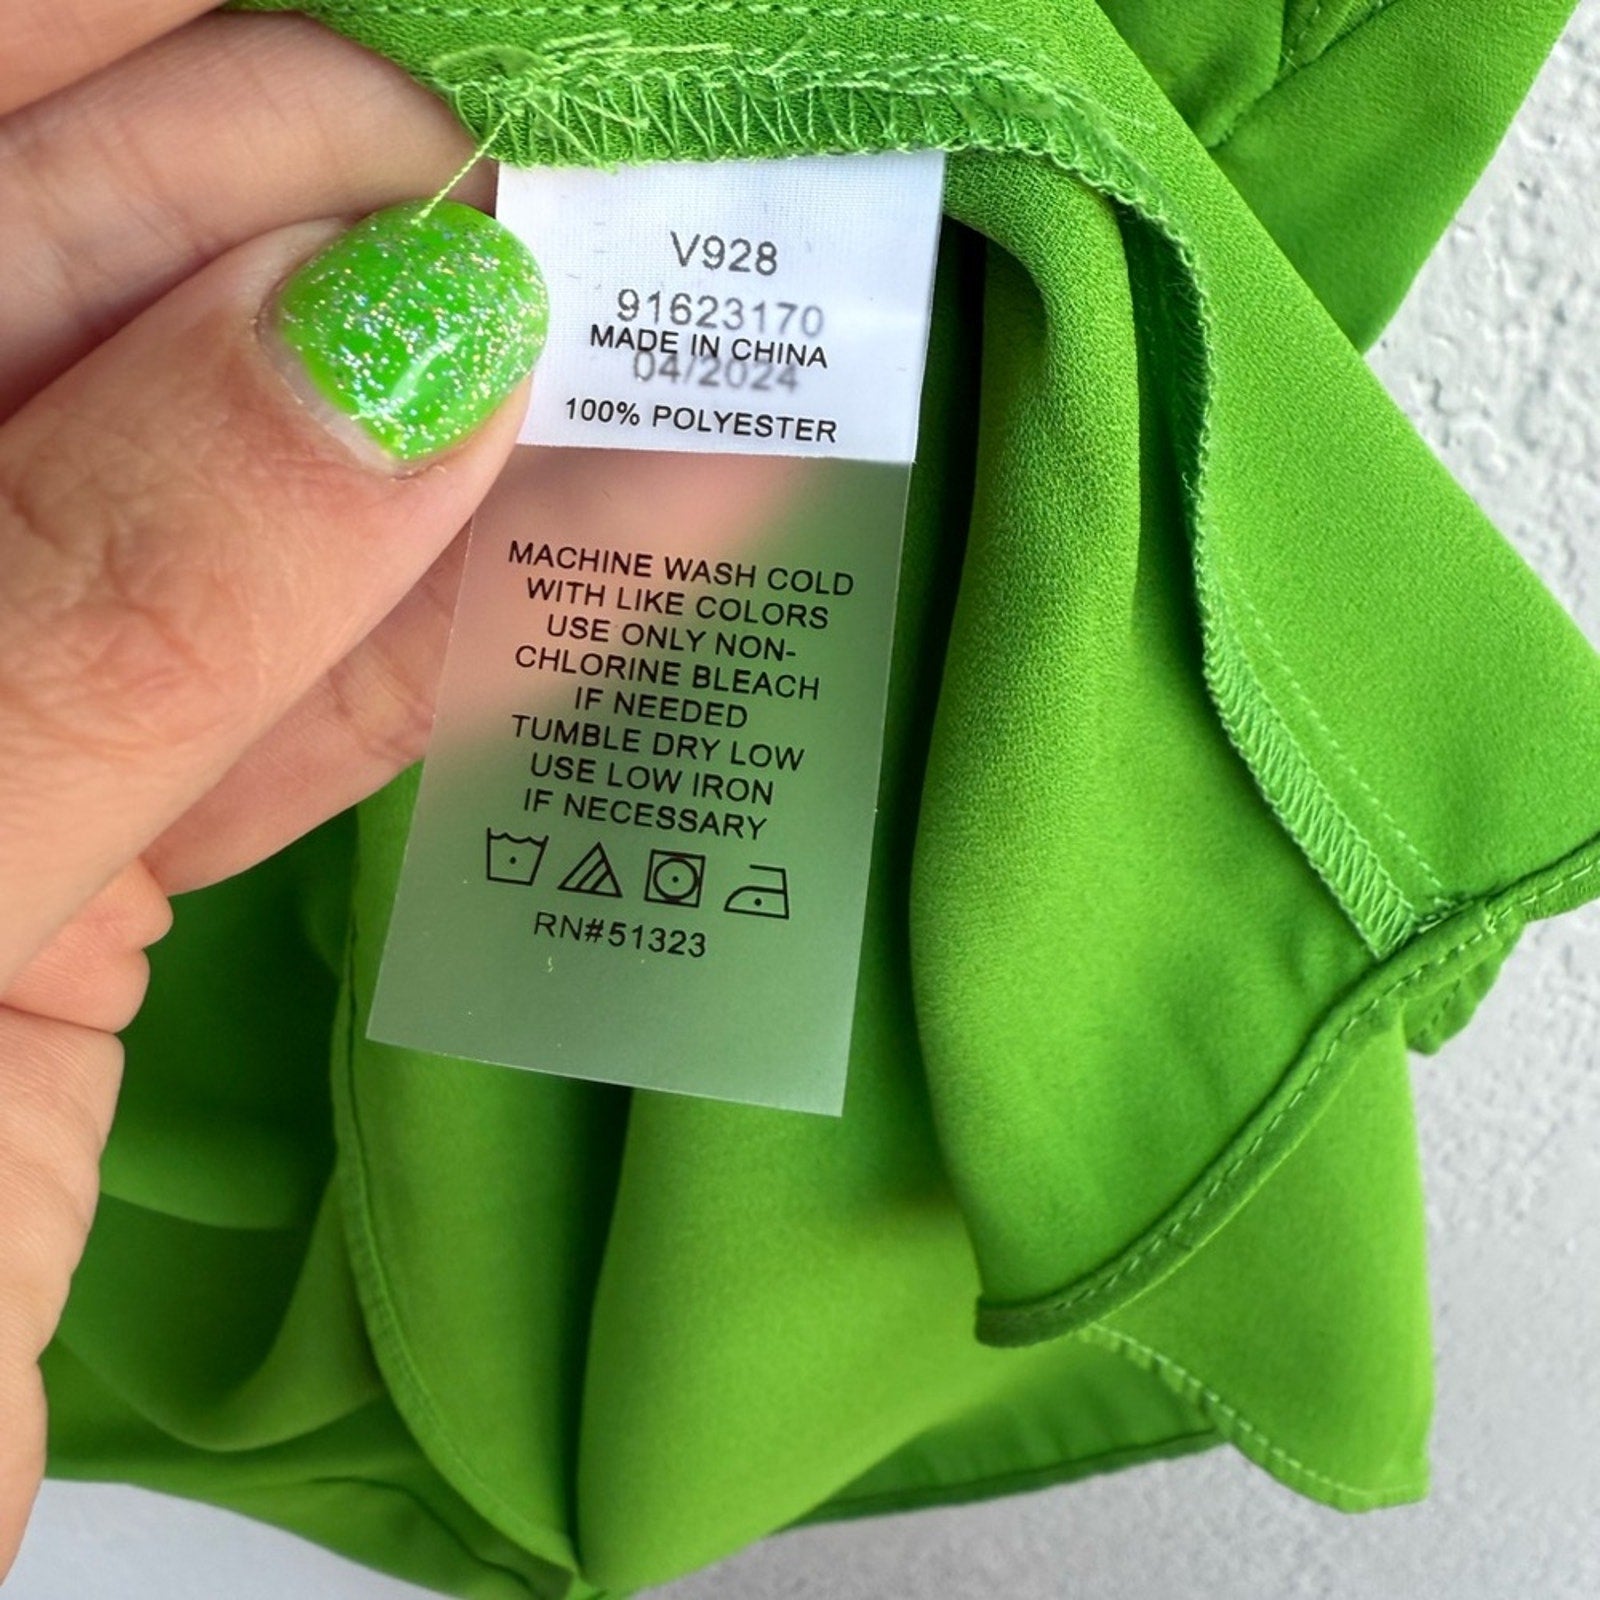 V928
91623170
MADE IN CHINA
04/2024
100% POLYESTER
MACHINE WASH COLD
WITH LIKE COLORS
USE ONLY NON-
CHLORINE BLEACH
IF NEEDED
TUMBLE DRY LOW
USE LOW IRON
IF NECESSARY
RN#51323